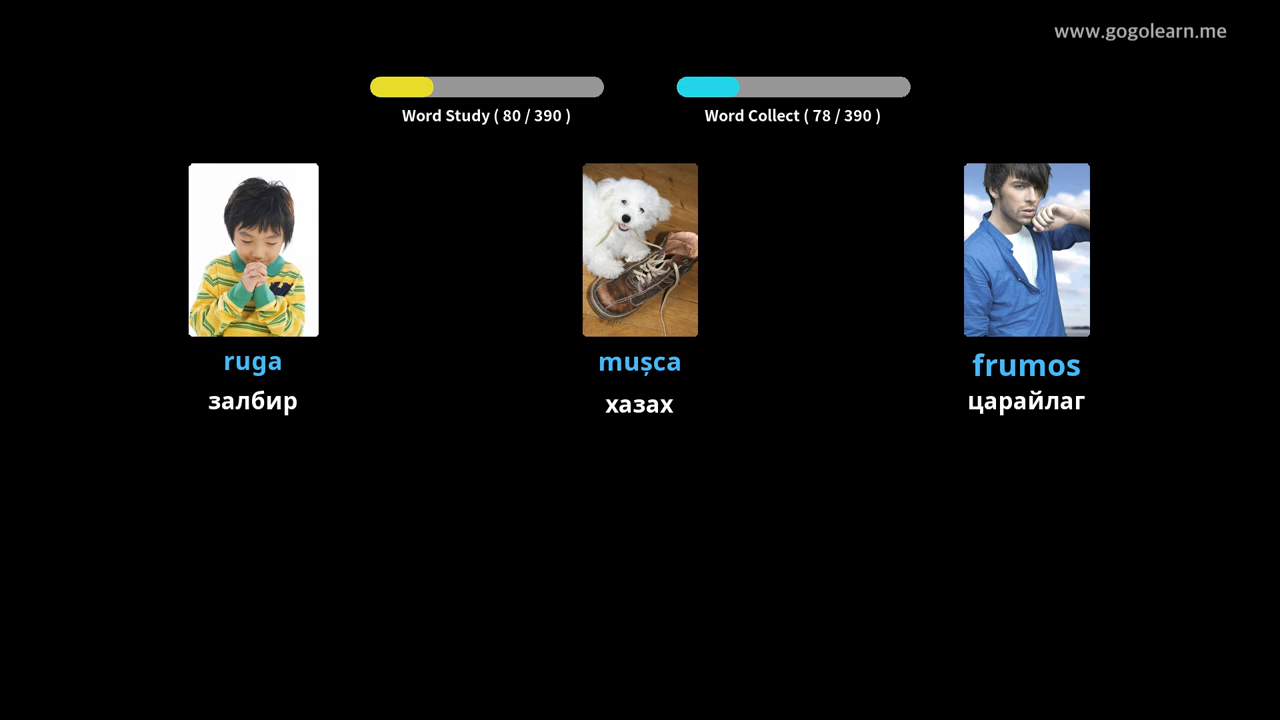 www.gogolearn.me
Word Study ( 80 / 390 )
Word Collect ( 78 / 390 )
ruga
mușca
frumos
залбир
хазах
царайлаг